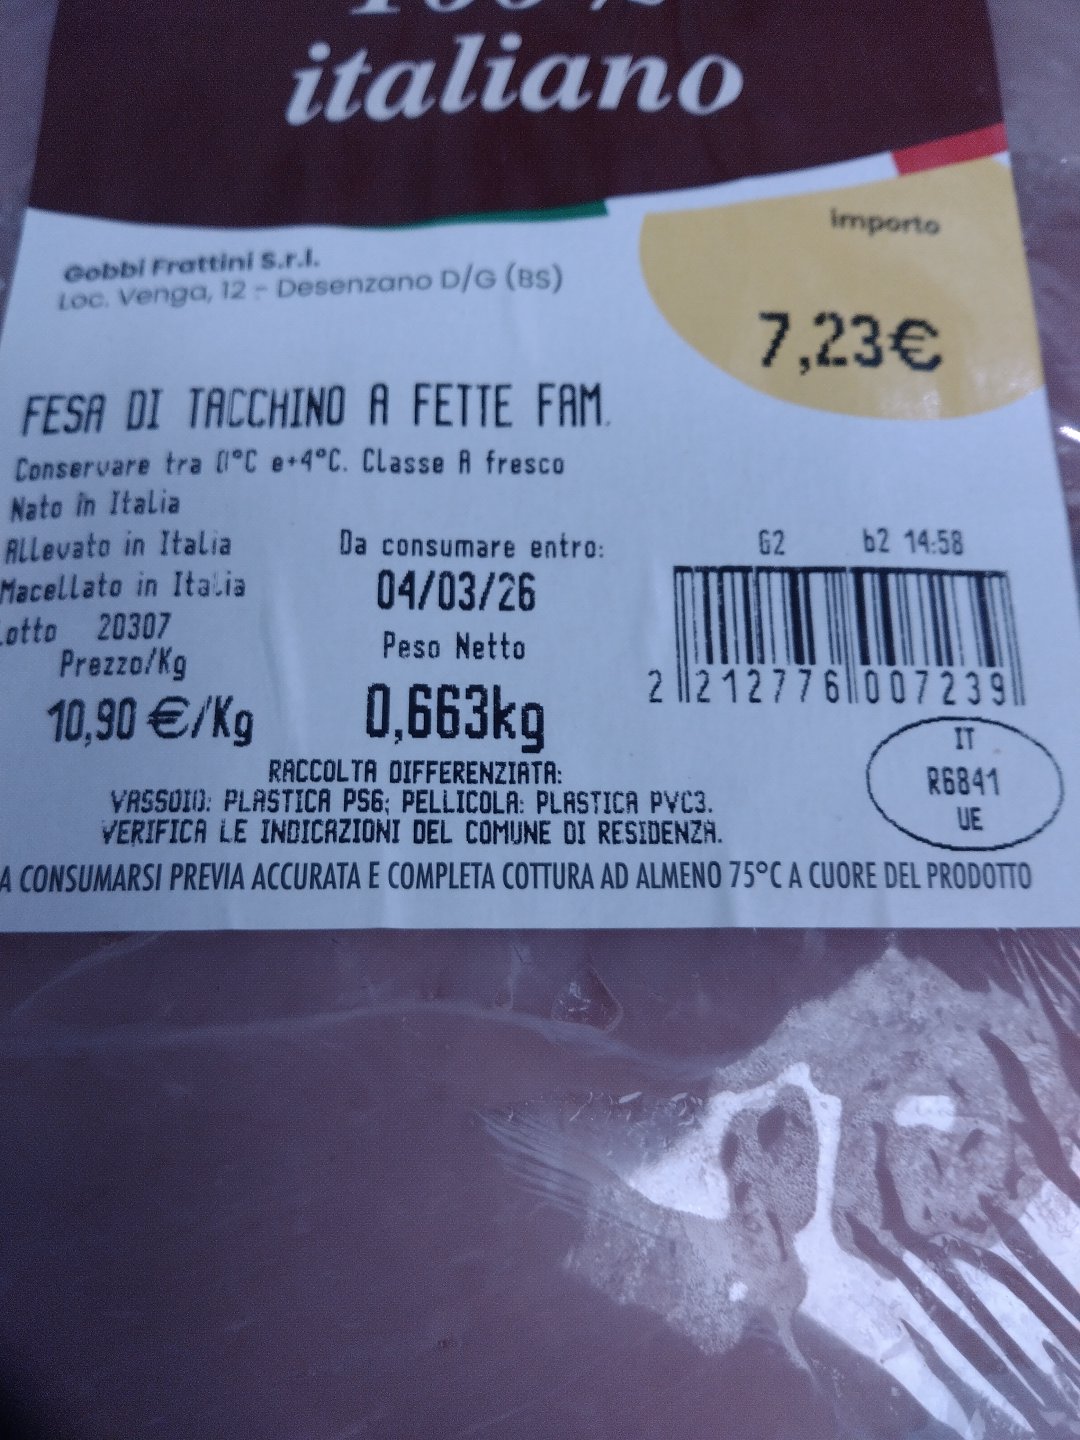 100%
italiano
importo
7,23€
Gobbi Frattini S.r.l.
Loc. Venga, 12 - Desenzano D/G (BS)
FESA DI TACCHINO A FETTE FAM.
Conservare tra 0°C e+4°C. Classe A fresco
Nato in Italia
Allevato in Italia
Macellato in Italia
Lotto 20307
Prezzo/Kg
10,90 €/Kg
Da consumare entro:
04/03/26
Peso Netto
0,663kg
G2 b2 14:58
2 212776 007239
IT
R6841
UE
RACCOLTA DIFFERENZIATA:
VASSOIO: PLASTICA PS6; PELLICOLA: PLASTICA PVC3.
VERIFICA LE INDICAZIONI DEL COMUNE DI RESIDENZA.
A CONSUMARSI PREVIA ACCURATA E COMPLETA COTTURA AD ALMENO 75°C A CUORE DEL PRODOTTO